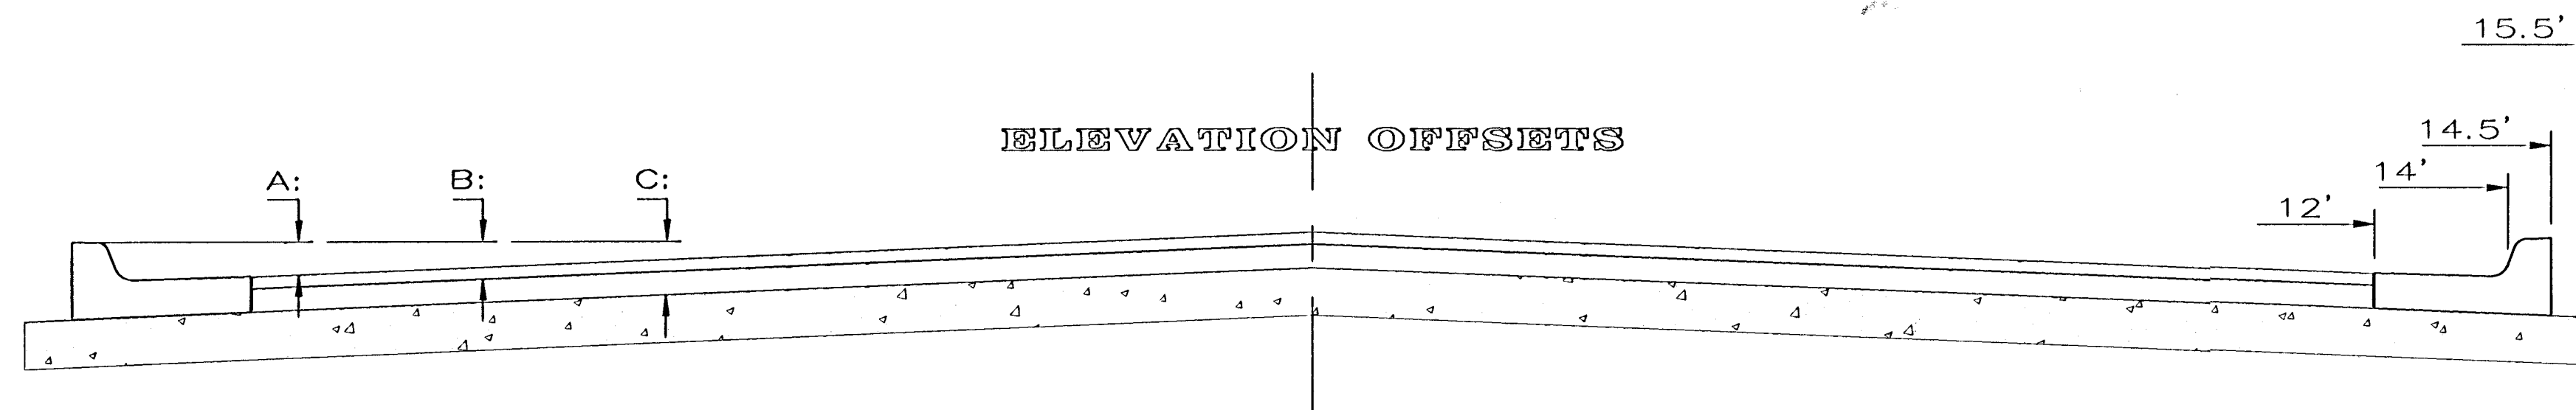 15.5'
ELEVATION OFFSETS
14.5'
A: B: C:
14'
12'